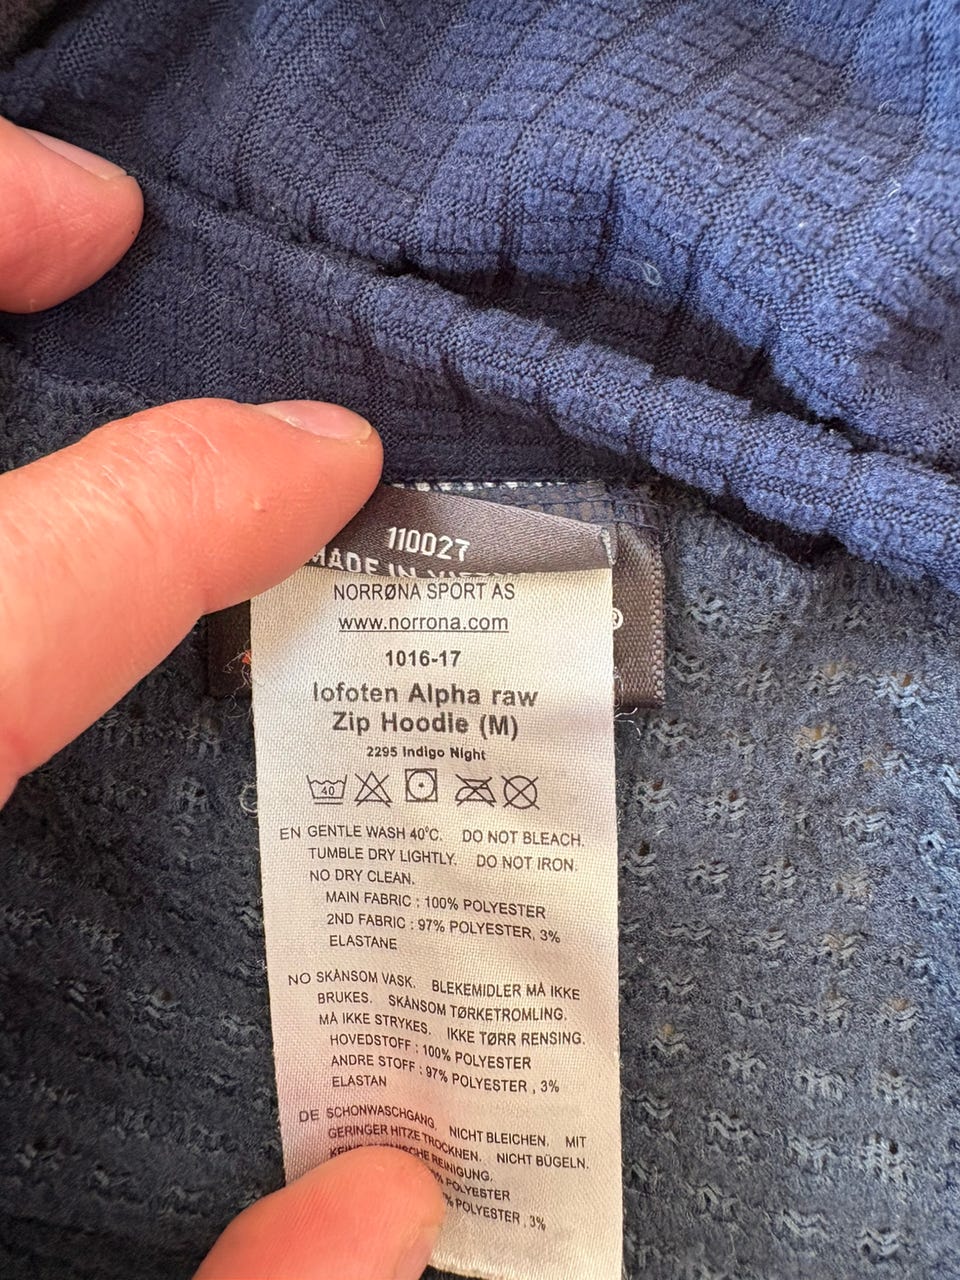 110027
MADE IN
NORRØNA SPORT AS
www.norrona.com
1016-17
lofoten Alpha raw
Zip Hoodie (M)
2295 Indigo Night
40
EN GENTLE WASH 40°C. DO NOT BLEACH.
TUMBLE DRY LIGHTLY. DO NOT IRON.
NO DRY CLEAN.
MAIN FABRIC : 100% POLYESTER
2ND FABRIC : 97% POLYESTER, 3%
ELASTANE
NO SKÅNSOM VASK. BLEKEMIDLER MÅ IKKE
BRUKES. SKÅNSOM TØRKETROMLING.
MÅ IKKE STRYKES. IKKE TØRR RENSING.
HOVEDSTOFF : 100% POLYESTER
ANDRE STOFF : 97% POLYESTER , 3%
ELASTAN
DE SCHONWASCHGANG, NICHT BLEICHEN. MIT
GERINGER HITZE TROCKNEN. NICHT BÜGELN.
REINIGUNG.
POLYESTER
% POLYESTER , 3%
®